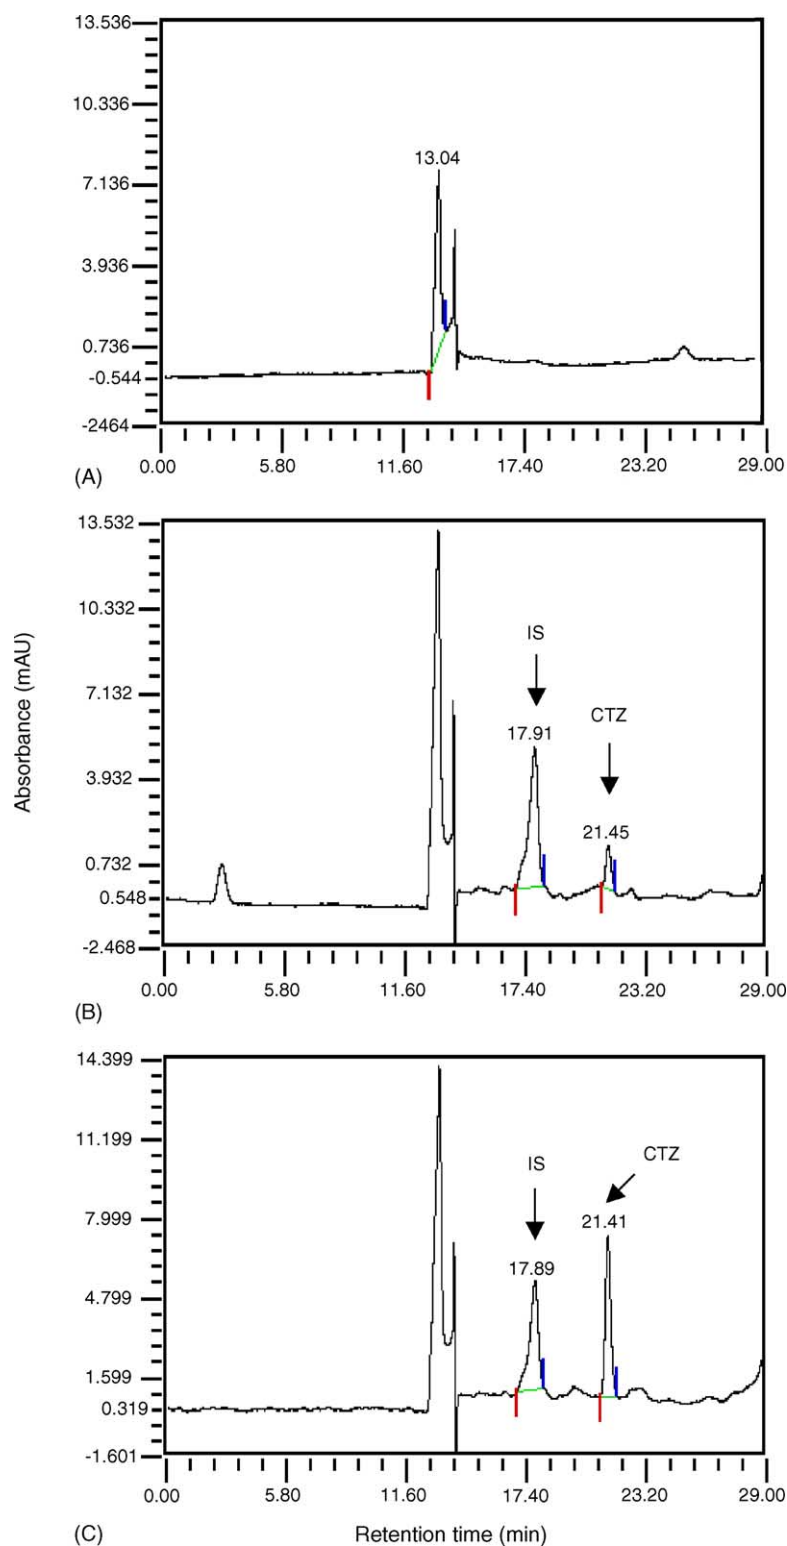 13.536
10.336
13.04
7.136
3.936
0.736
-0.544
-2464
0.00 5.80 11.60 17.40 23.20 29.00
(A)
13.532
10.332
IS
7.132
CTZ
17.91
3.932
21.45
0.732
0.548
-2.468
0.00 5.80 11.60 17.40 23.20 29.00
(B)
Absorbance (mAU)
14.399
11.199
IS CTZ
7.999
21.41
17.89
4.799
1.599
0.319
-1.601
0.00 5.80 11.60 17.40 23.20 29.00
(C) Retention time (min)